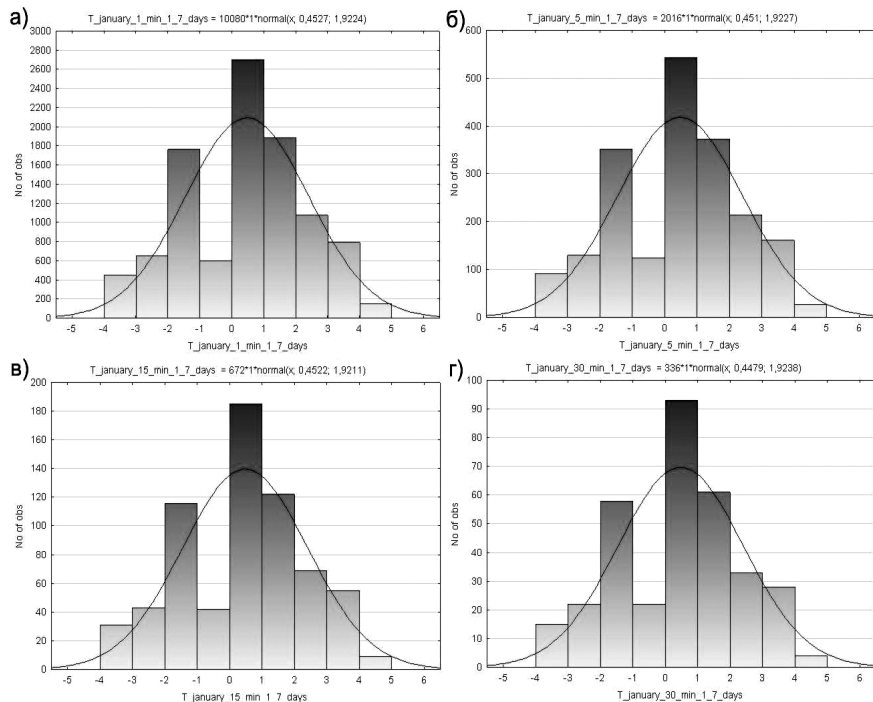 а)
T_january_1_min_1_7_days = 10080*1*normal(x; 0,4527; 1,9224)
3000
2800
2600
2400
2200
2000
1800
1600
1400
1200
1000
800
600
400
200
0
No of obs
-5 -4 -3 -2 -1 0 1 2 3 4 5 6
T_january_1_min_1_7_days
б)
T_january_5_min_1_7_days = 2016*1*normal(x; 0,451; 1,9227)
600
500
400
300
200
100
0
No of obs
-5 -4 -3 -2 -1 0 1 2 3 4 5 6
T_january_5_min_1_7_days
в)
T_january_15_min_1_7_days = 672*1*normal(x; 0,4522; 1,9211)
200
180
160
140
120
100
80
60
40
20
0
No of obs
-5 -4 -3 -2 -1 0 1 2 3 4 5 6
T_january_15_min_1_7_days
г)
T_january_30_min_1_7_days = 336*1*normal(x; 0,4479; 1,9238)
100
90
80
70
60
50
40
30
20
10
0
No of obs
-5 -4 -3 -2 -1 0 1 2 3 4 5 6
T_january_30_min_1_7_days